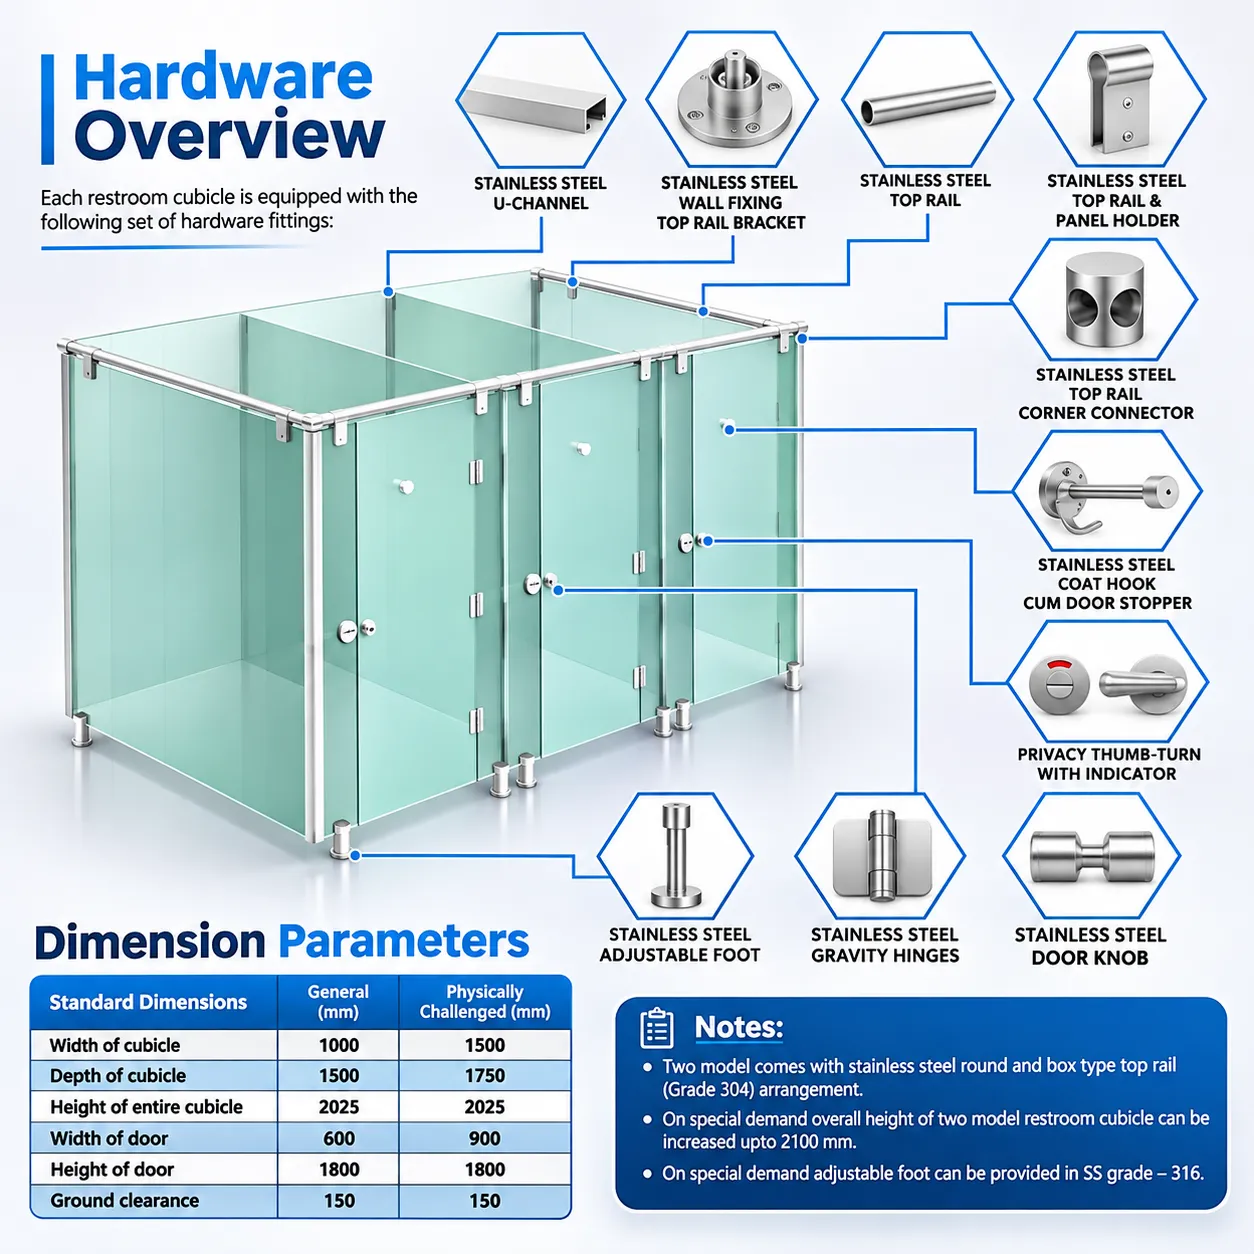 Hardware
Overview
Each restroom cubicle is equipped with the
following set of hardware fittings:
STAINLESS STEEL
U-CHANNEL
STAINLESS STEEL
WALL FIXING
TOP RAIL BRACKET
STAINLESS STEEL
TOP RAIL
STAINLESS STEEL
TOP RAIL &
PANEL HOLDER
STAINLESS STEEL
TOP RAIL
CORNER CONNECTOR
STAINLESS STEEL
COAT HOOK
CUM DOOR STOPPER
PRIVACY THUMB-TURN
WITH INDICATOR
STAINLESS STEEL
ADJUSTABLE FOOT
STAINLESS STEEL
GRAVITY HINGES
STAINLESS STEEL
DOOR KNOB
Dimension Parameters
Standard Dimensions General (mm) Physically Challenged (mm)
Width of cubicle 1000 1500
Depth of cubicle 1500 1750
Height of entire cubicle 2025 2025
Width of door 600 900
Height of door 1800 1800
Ground clearance 150 150
Notes:
• Two model comes with stainless steel round and box type top rail
(Grade 304) arrangement.
• On special demand overall height of two model restroom cubicle can be
increased upto 2100 mm.
• On special demand adjustable foot can be provided in SS grade – 316.